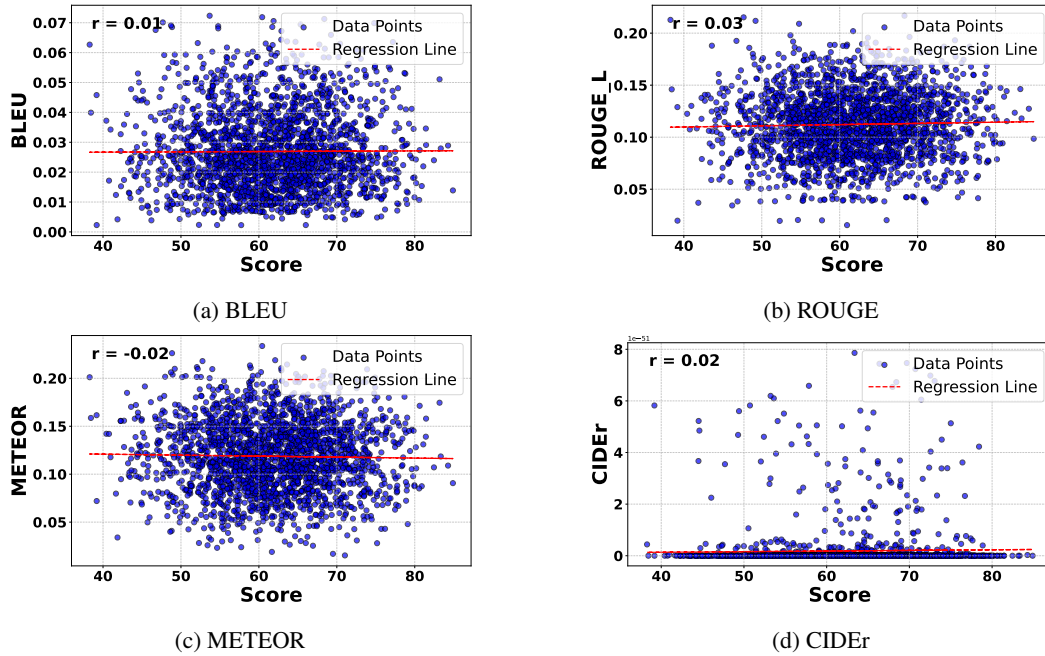 r = 0.01
Data Points
Regression Line
BLEU
0.07
0.06
0.05
0.04
0.03
0.02
0.01
0.00
40 50 60 70 80
Score
(a) BLEU
r = 0.03
Data Points
Regression Line
ROUGE_L
0.20
0.15
0.10
0.05
40 50 60 70 80
Score
(b) ROUGE
r = -0.02
Data Points
Regression Line
METEOR
0.20
0.15
0.10
0.05
40 50 60 70 80
Score
(c) METEOR
1e−51
r = 0.02
Data Points
Regression Line
CIDEr
8
6
4
2
0
40 50 60 70 80
Score
(d) CIDEr